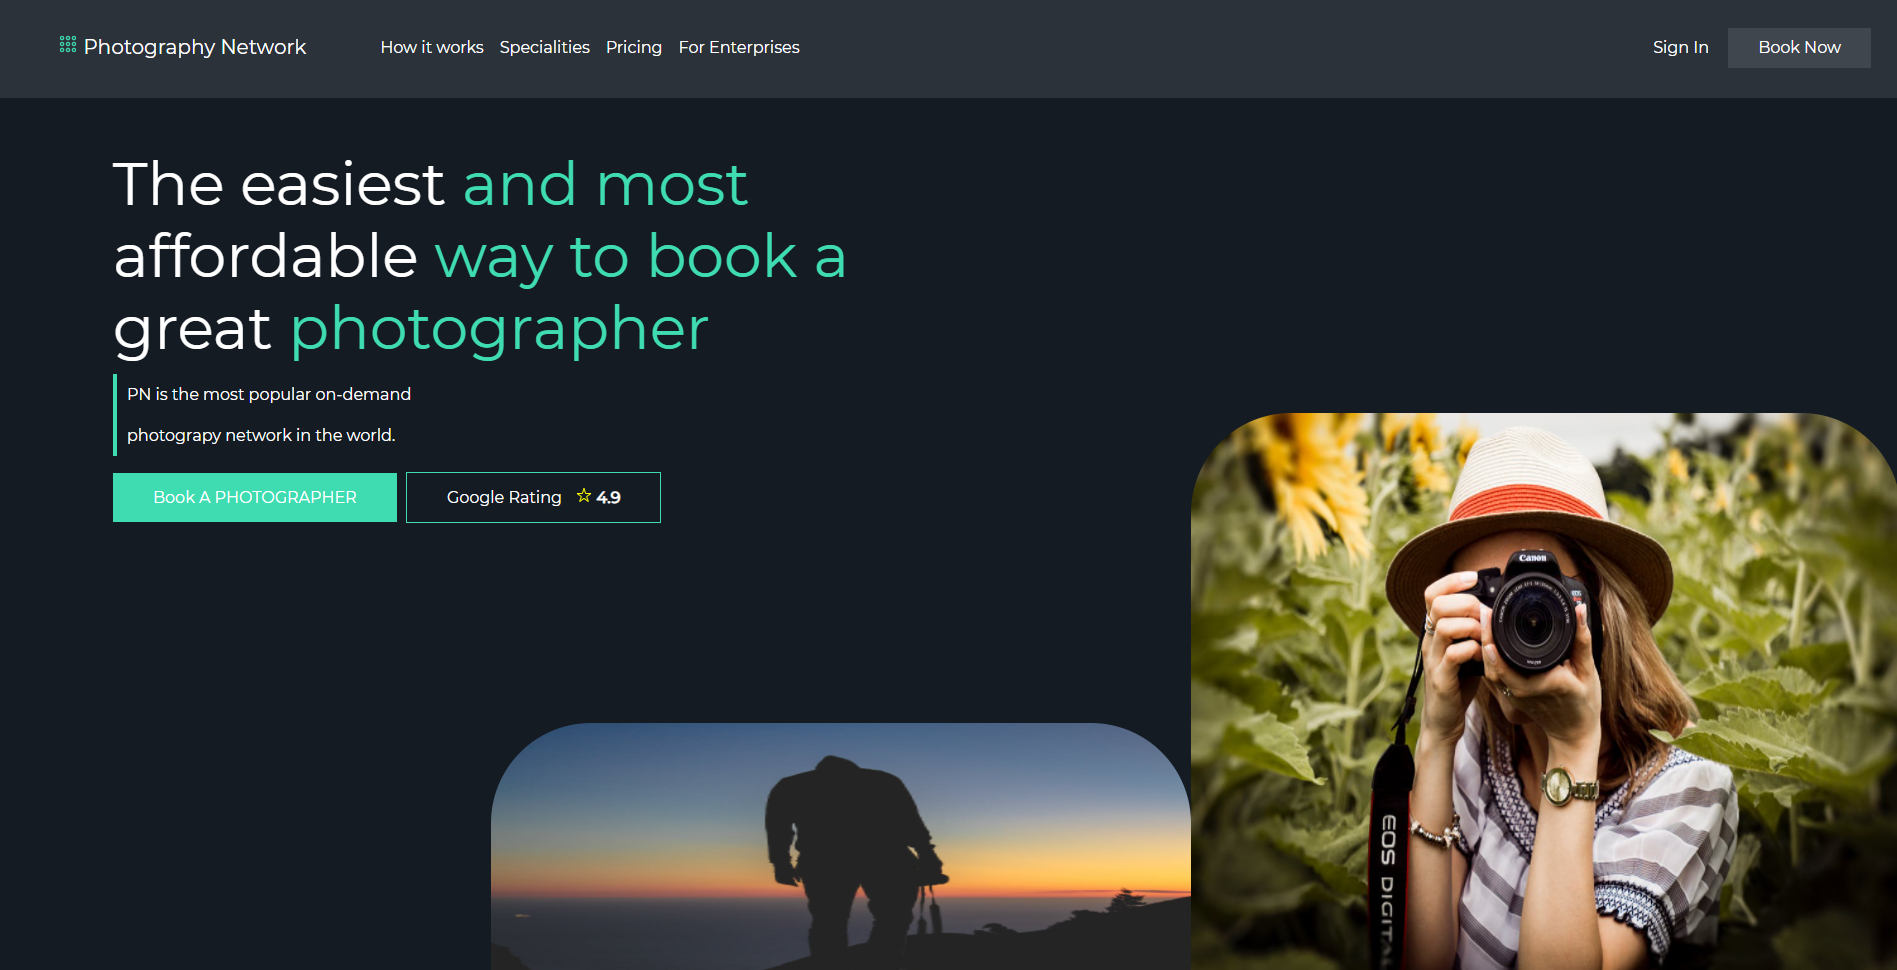 Photography Network
How it works Specialities Pricing For Enterprises
Sign In Book Now
The easiest and most
affordable way to book a
great photographer
PN is the most popular on-demand
photograpy network in the world.
Book A PHOTOGRAPHER
Google Rating ☆ 4.9
Canon
EOS DIGITA